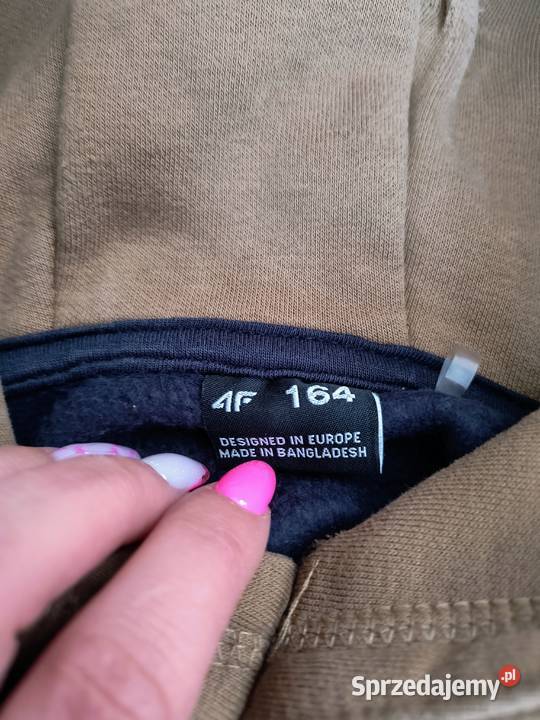 4F 164
DESIGNED IN EUROPE
MADE IN BANGLADESH
Sprzedajemy.pl